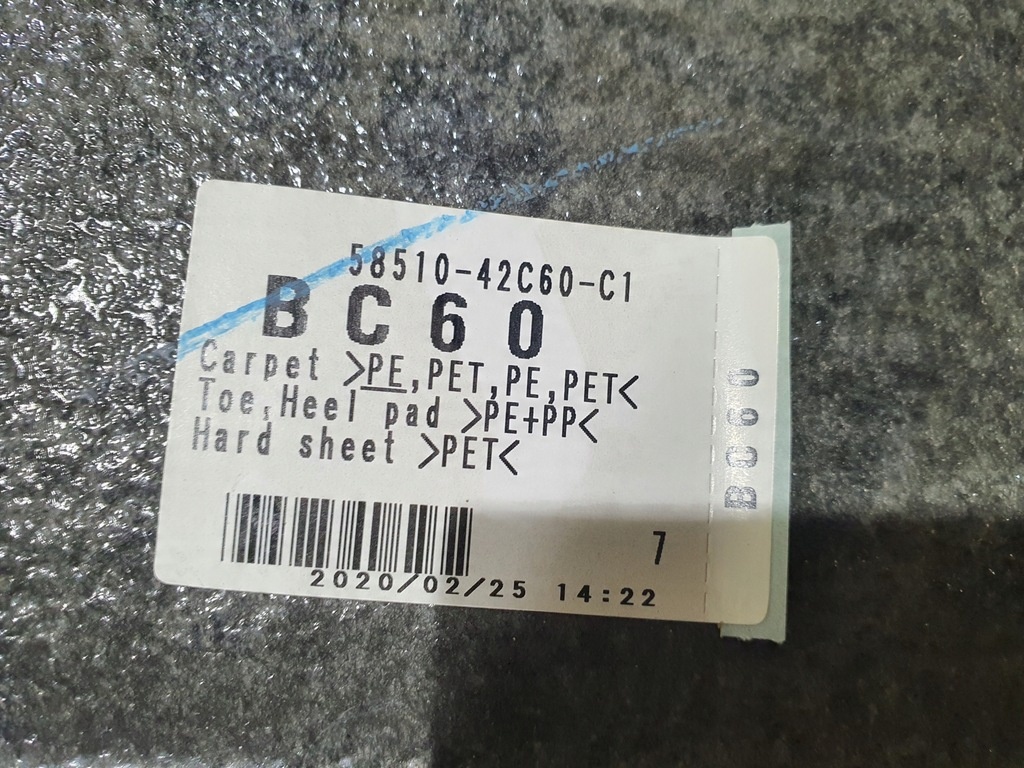 58510-42C60-C1
BC60
Carpet >PE,PET,PE,PET<
Toe,Heel pad >PE+PP<
Hard sheet >PET<
7
2020/02/25 14:22
BC60